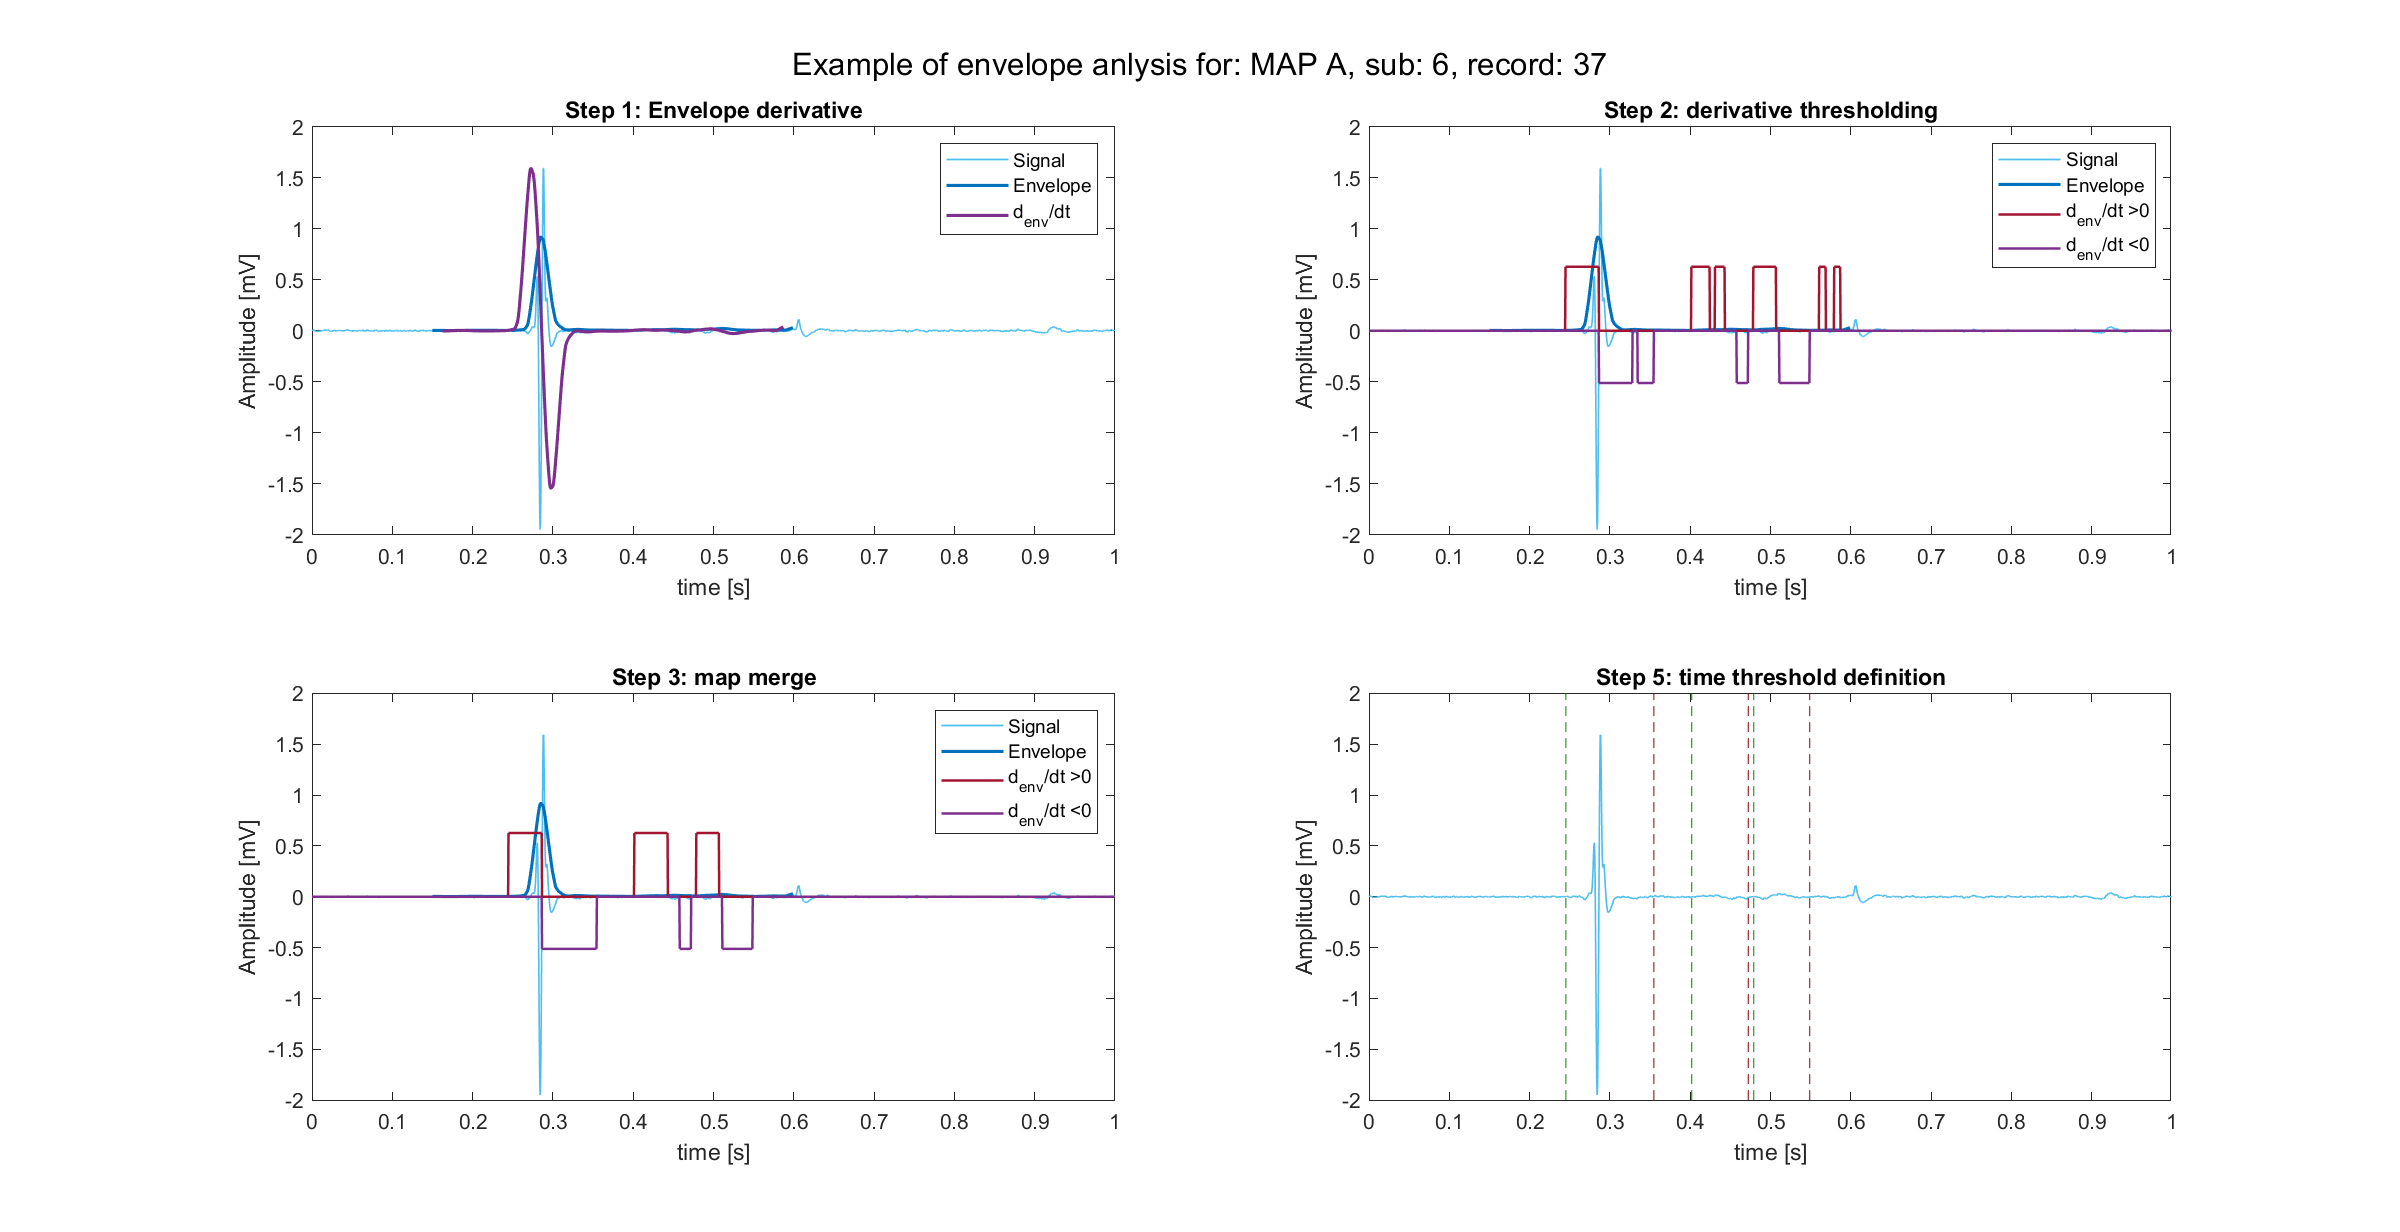 Example of envelope anlysis for: MAP A, sub: 6, record: 37
Step 1: Envelope derivative
2
1.5
1
0.5
0
-0.5
-1
-1.5
-2
Amplitude [mV]
0 0.1 0.2 0.3 0.4 0.5 0.6 0.7 0.8 0.9 1
time [s]
Signal
Envelope
d_env/dt
Step 2: derivative thresholding
2
1.5
1
0.5
0
-0.5
-1
-1.5
-2
Amplitude [mV]
0 0.1 0.2 0.3 0.4 0.5 0.6 0.7 0.8 0.9 1
time [s]
Signal
Envelope
d_env/dt >0
d_env/dt <0
Step 3: map merge
2
1.5
1
0.5
0
-0.5
-1
-1.5
-2
Amplitude [mV]
0 0.1 0.2 0.3 0.4 0.5 0.6 0.7 0.8 0.9 1
time [s]
Signal
Envelope
d_env/dt >0
d_env/dt <0
Step 5: time threshold definition
2
1.5
1
0.5
0
-0.5
-1
-1.5
-2
Amplitude [mV]
0 0.1 0.2 0.3 0.4 0.5 0.6 0.7 0.8 0.9 1
time [s]